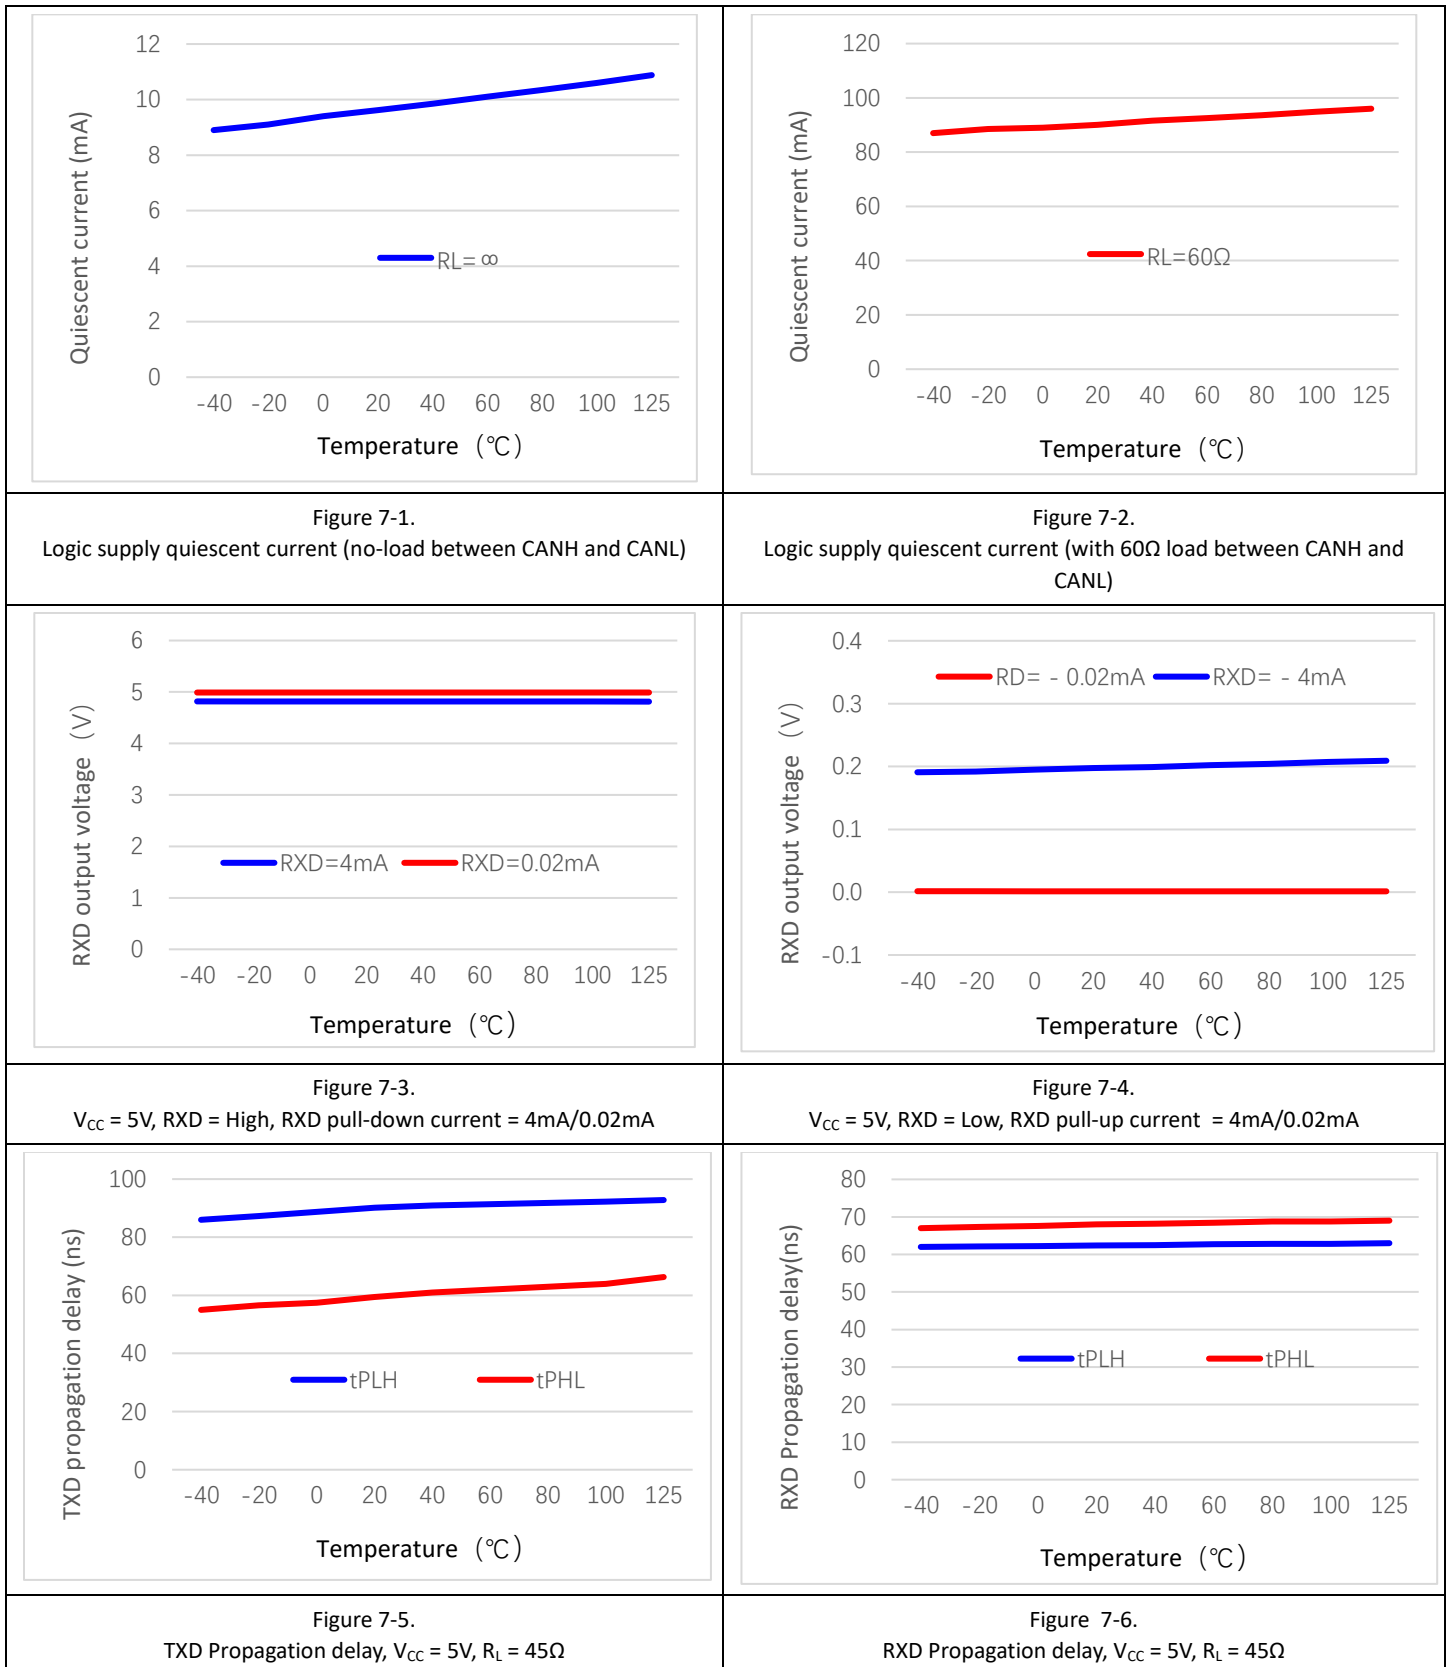 12
10
8
6
4
2
0
Quiescent current (mA)
RL=∞
-40 -20 0 20 40 60 80 100 125
Temperature（℃）
120
100
80
60
40
20
0
Quiescent current (mA)
RL=60Ω
-40 -20 0 20 40 60 80 100 125
Temperature（℃）
Figure 7-1.
Logic supply quiescent current (no-load between CANH and CANL)
Figure 7-2.
Logic supply quiescent current (with 60Ω load between CANH and
CANL)
6
5
4
3
2
1
0
RXD output voltage（V）
RXD=4mA RXD=0.02mA
-40 -20 0 20 40 60 80 100 125
Temperature（℃）
0.4
0.3
0.2
0.1
0.0
-0.1
RXD output voltage（V）
RD=﹣0.02mA RXD=﹣4mA
-40 -20 0 20 40 60 80 100 125
Temperature（℃）
Figure 7-3.
VCC = 5V, RXD = High, RXD pull-down current = 4mA/0.02mA
Figure 7-4.
VCC = 5V, RXD = Low, RXD pull-up current = 4mA/0.02mA
100
80
60
40
20
0
TXD propagation delay (ns)
tPLH tPHL
-40 -20 0 20 40 60 80 100 125
Temperature（℃）
80
70
60
50
40
30
20
10
0
RXD Propagation delay(ns)
tPLH tPHL
-40 -20 0 20 40 60 80 100 125
Temperature（℃）
Figure 7-5.
TXD Propagation delay, VCC = 5V, RL = 45Ω
Figure 7-6.
RXD Propagation delay, VCC = 5V, RL = 45Ω